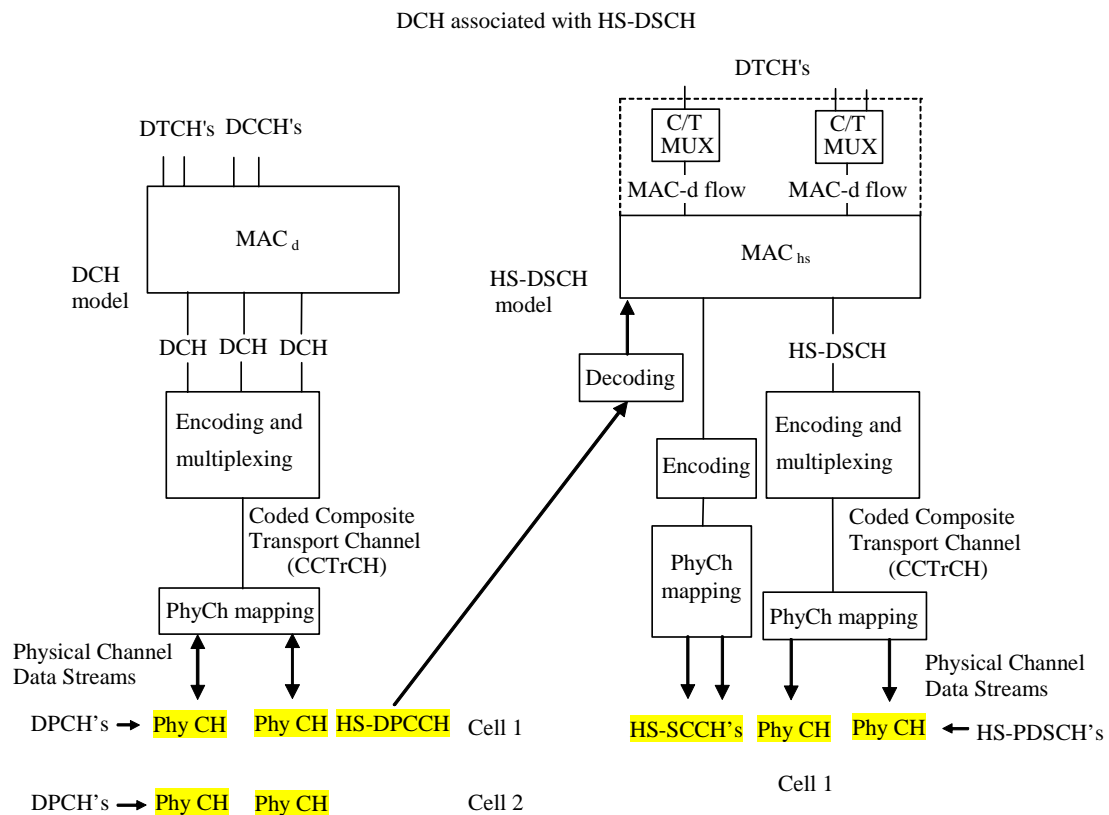 DCH associated with HS-DSCH
DTCH's
DTCH's DCCH's
C/T
MUX
C/T
MUX
MAC-d flow
MAC-d flow
MAC d
MAC hs
DCH
model
HS-DSCH
model
DCH
DCH
DCH
HS-DSCH
Decoding
Encoding and
multiplexing
Encoding
Encoding and
multiplexing
Coded Composite
Transport Channel
(CCTrCH)
Coded Composite
Transport Channel
(CCTrCH)
PhyCh mapping
PhyCh
mapping
PhyCh mapping
Physical Channel
Data Streams
Physical Channel
Data Streams
DPCH's Phy CH Phy CH HS-DPCCH Cell 1
HS-SCCH's Phy CH Phy CH HS-PDSCH's
Cell 1
DPCH's Phy CH Phy CH Cell 2